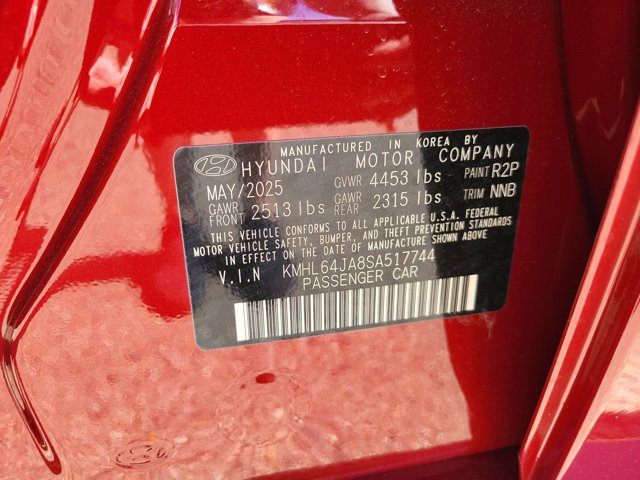 MANUFACTURED IN KOREA BY
HYUNDAI MOTOR COMPANY
MAY/2025 GVWR 4453 lbs PAINT R2P
GAWR FRONT 2513 lbs GAWR REAR 2315 lbs TRIM NNB
THIS VEHICLE CONFORMS TO ALL APPLICABLE U.S.A. FEDERAL
MOTOR VEHICLE SAFETY, BUMPER, AND THEFT PREVENTION STANDARDS
IN EFFECT ON THE DATE OF MANUFACTURE SHOWN ABOVE.
V.I.N KMHL64JA8SA517744
PASSENGER CAR